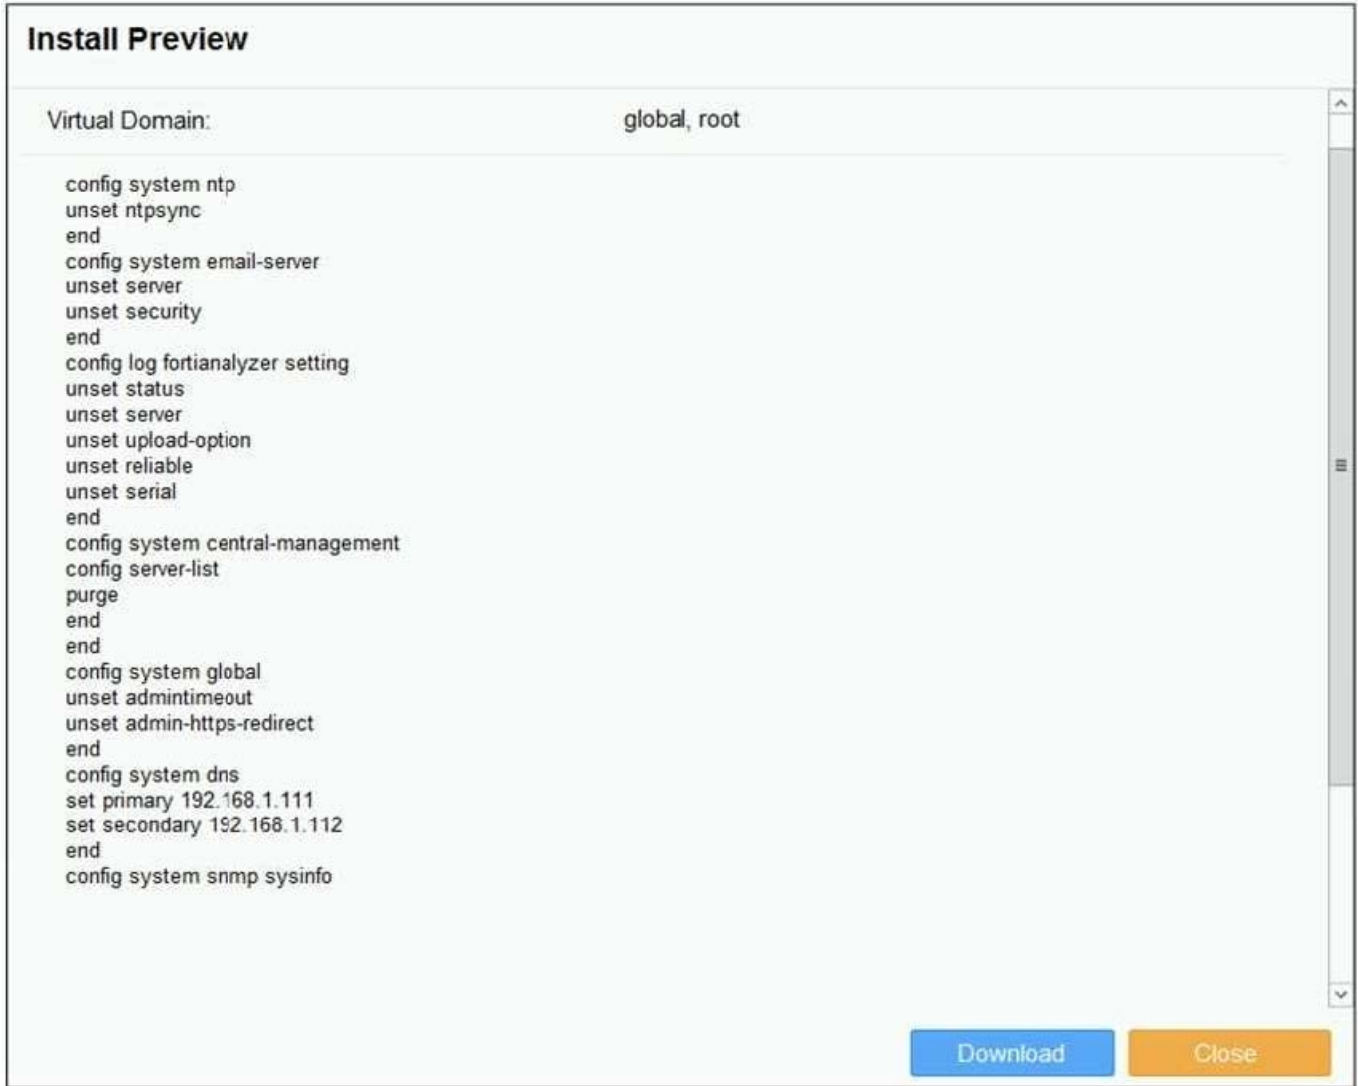 Install Preview
Virtual Domain: global, root
config system ntp
unset ntpsync
end
config system email-server
unset server
unset security
end
config log fortianalyzer setting
unset status
unset server
unset upload-option
unset reliable
unset serial
end
config system central-management
config server-list
purge
end
end
config system global
unset admintimeout
unset admin-https-redirect
end
config system dns
set primary 192.168.1.111
set secondary 192.168.1.112
end
config system snmp sysinfo
Download Close